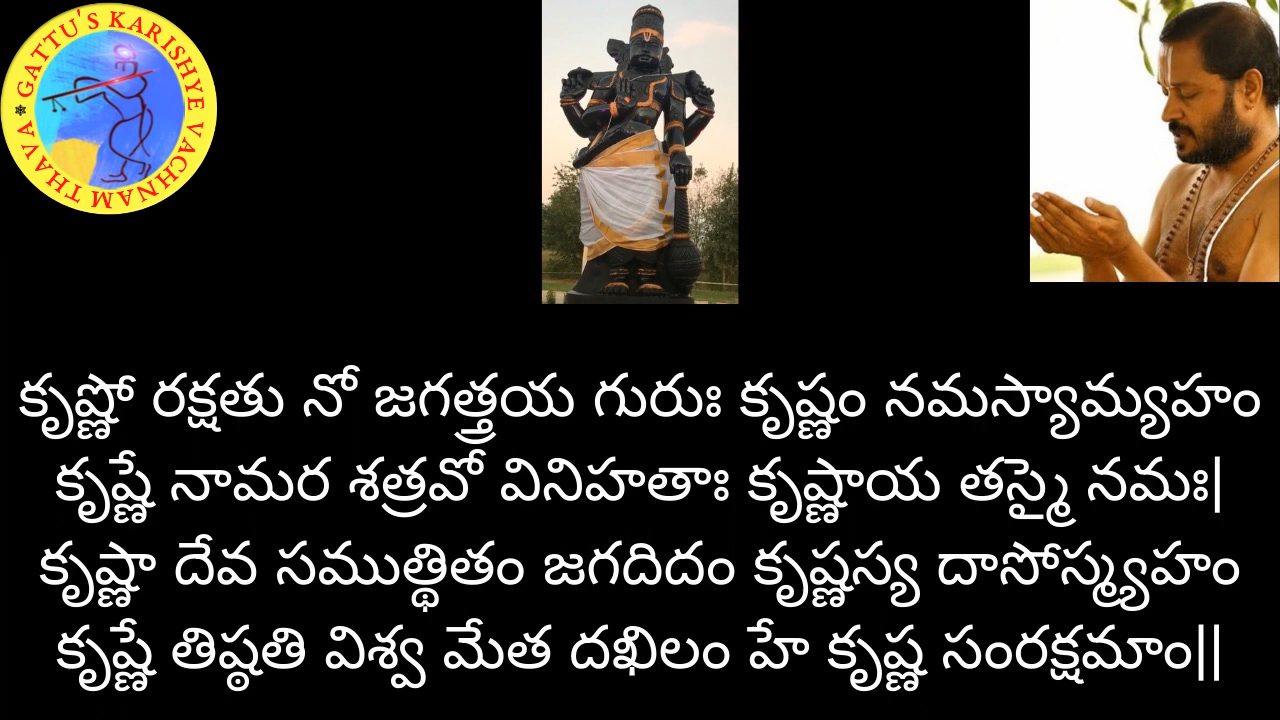 GATTU'S KARISHYE VACHNAM THAVA
కృష్ణో రక్షతు నో జగత్త్రయ గురుః కృష్ణం నమస్యామ్యహం
కృష్ణే నామర శత్రవో వినిహతాః కృష్ణాయ తస్మై నమః|
కృష్ణా దేవ సముత్థితం జగదిదం కృష్ణస్య దాసోస్మ్యహం
కృష్ణే తిష్ఠతి విశ్వ మేత దఖిలం హే కృష్ణ సంరక్షమాం||